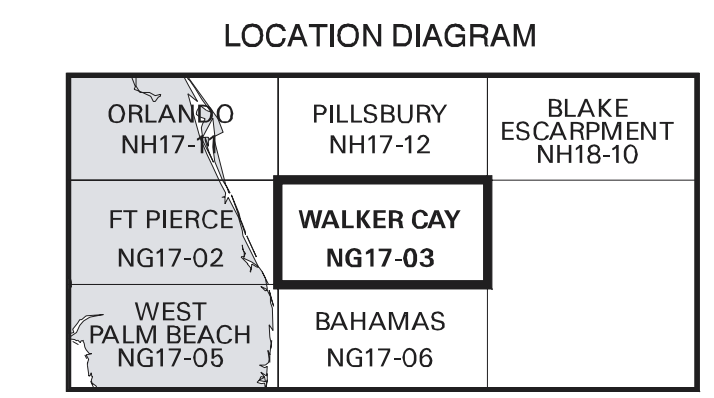 LOCATION DIAGRAM
ORLANDO
NH17-11
PILLSBURY
NH17-12
BLAKE
ESCARPMENT
NH18-10
FT PIERCE
NG17-02
WALKER CAY
NG17-03
WEST
PALM BEACH
NG17-05
BAHAMAS
NG17-06